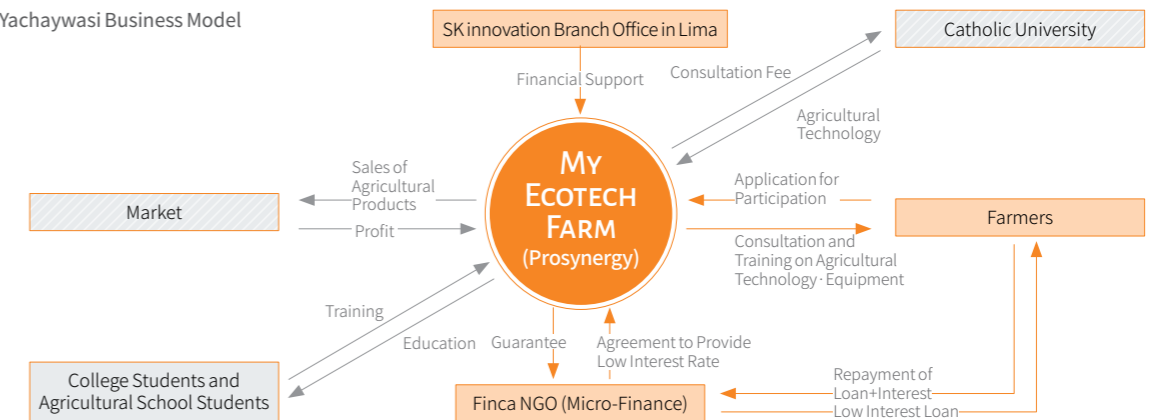 Yachaywasi Business Model
SK innovation Branch Office in Lima
Catholic University
Financial Support
Consultation Fee
Agricultural
Technology
MY
ECOTECH
FARM
(Prosynergy)
Sales of
Agricultural
Products
Market
Profit
Application for
Participation
Farmers
Consultation and
Training on Agricultural
Technology · Equipment
Training
Education
Guarantee
Agreement to Provide
Low Interest Rate
College Students and
Agricultural School Students
Finca NGO (Micro-Finance)
Repayment of
Loan+Interest
Low Interest Loan